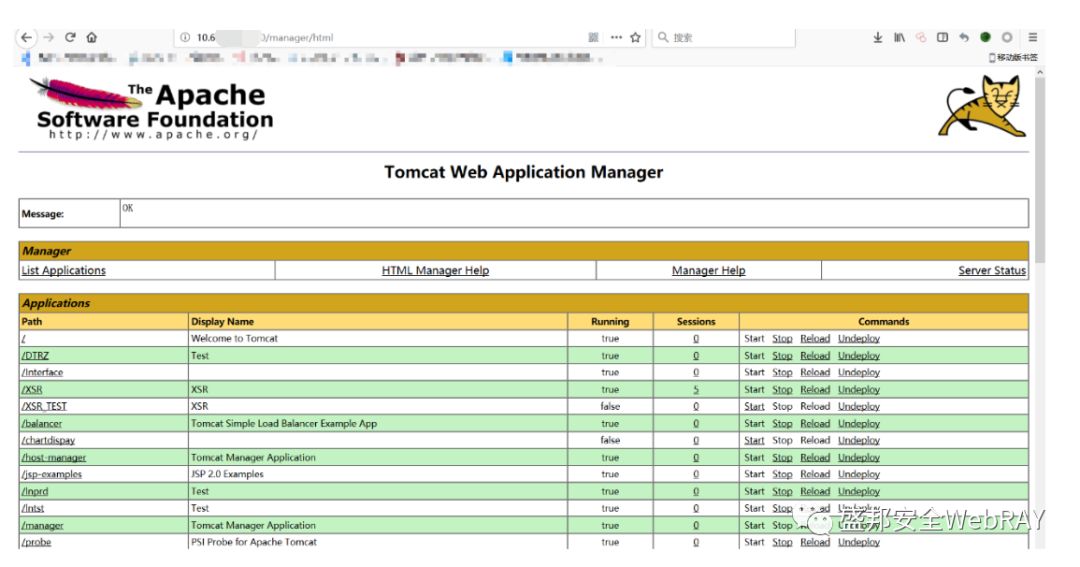 10.6 0/manager/html
搜索
移动版书签
The Apache
Software Foundation
http://www.apache.org/
Tomcat Web Application Manager
Message: OK
Manager
List Applications HTML Manager Help Manager Help Server Status
Applications
Path Display Name Running Sessions Commands
/ Welcome to Tomcat true 0 Start Stop Reload Undeploy
/DTRZ Test true 0 Start Stop Reload Undeploy
/Interface true 0 Start Stop Reload Undeploy
/XSR XSR true 5 Start Stop Reload Undeploy
/XSR_TEST XSR false 0 Start Stop Reload Undeploy
/balancer Tomcat Simple Load Balancer Example App true 0 Start Stop Reload Undeploy
/chartdispay false 0 Start Stop Reload Undeploy
/host-manager Tomcat Manager Application true 0 Start Stop Reload Undeploy
/jsp-examples JSP 2.0 Examples true 0 Start Stop Reload Undeploy
/lnprd Test true 0 Start Stop Reload Undeploy
/lntst Test true 0 Start Stop
/manager Tomcat Manager Application true 0 Start Stop
/probe PSI Probe for Apache Tomcat true 0 Start Stop Reload Undeploy
盛邦安全WebRAY